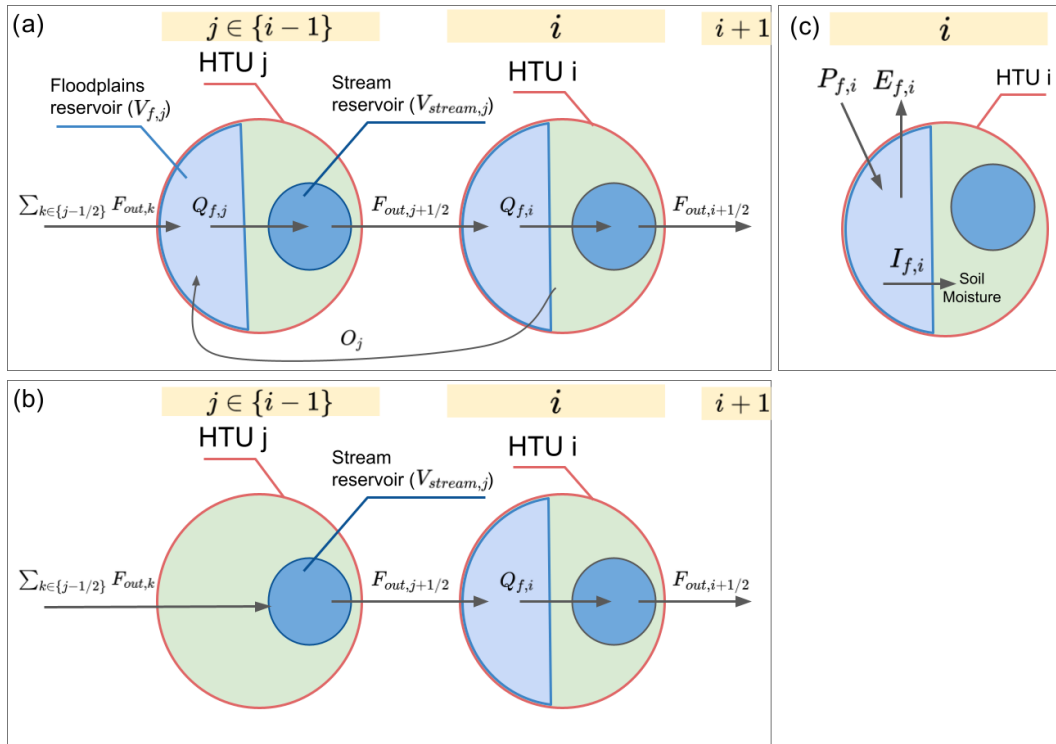 (a)
j ∈ {i − 1}
i
i + 1
HTU j
HTU i
Floodplains
reservoir (V_{f,j})
Stream
reservoir (V_{stream,j})
∑_{k∈{j−1/2}} F_{out,k}
Q_{f,j}
F_{out,j+1/2}
Q_{f,i}
F_{out,i+1/2}
O_j
(b)
j ∈ {i − 1}
i
i + 1
HTU j
HTU i
Stream
reservoir (V_{stream,j})
∑_{k∈{j−1/2}} F_{out,k}
F_{out,j+1/2}
Q_{f,i}
F_{out,i+1/2}
(c)
i
HTU i
P_{f,i}
E_{f,i}
I_{f,i}
Soil
Moisture